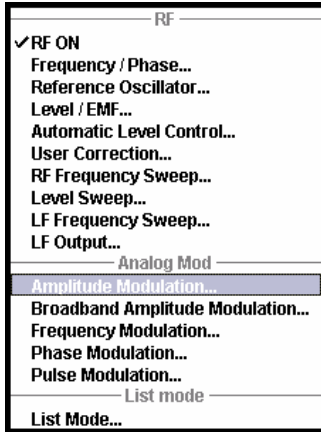 RF
RF ON
Frequency / Phase...
Reference Oscillator...
Level / EMF...
Automatic Level Control...
User Correction...
RF Frequency Sweep...
Level Sweep...
LF Frequency Sweep...
LF Output...
Analog Mod
Amplitude Modulation...
Broadband Amplitude Modulation...
Frequency Modulation...
Phase Modulation...
Pulse Modulation...
List mode
List Mode...